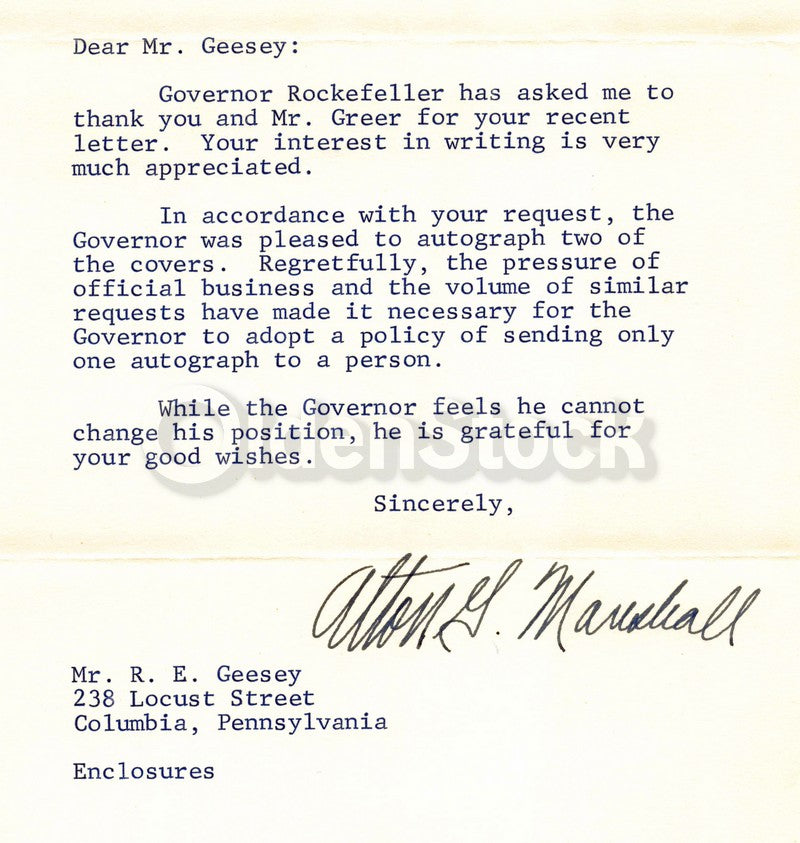 Dear Mr. Geesey:
Governor Rockefeller has asked me to
thank you and Mr. Greer for your recent
letter. Your interest in writing is very
much appreciated.
In accordance with your request, the
Governor was pleased to autograph two of
the covers. Regretfully, the pressure of
official business and the volume of similar
requests have made it necessary for the
Governor to adopt a policy of sending only
one autograph to a person.
While the Governor feels he cannot
change his position, he is grateful for
your good wishes.
OldenStock
Sincerely,
Alton G. Marshall
Mr. R. E. Geesey
238 Locust Street
Columbia, Pennsylvania
Enclosures